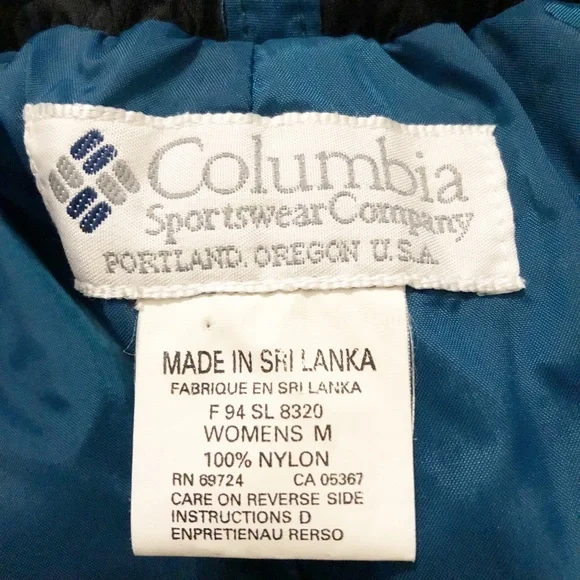 Columbia
Sportswear Company
PORTLAND, OREGON U.S.A.
MADE IN SRI LANKA
FABRIQUE EN SRI LANKA
F 94 SL 8320
WOMENS M
100% NYLON
RN 69724 CA 05367
CARE ON REVERSE SIDE
INSTRUCTIONS D
ENPRETIENAU RERSO